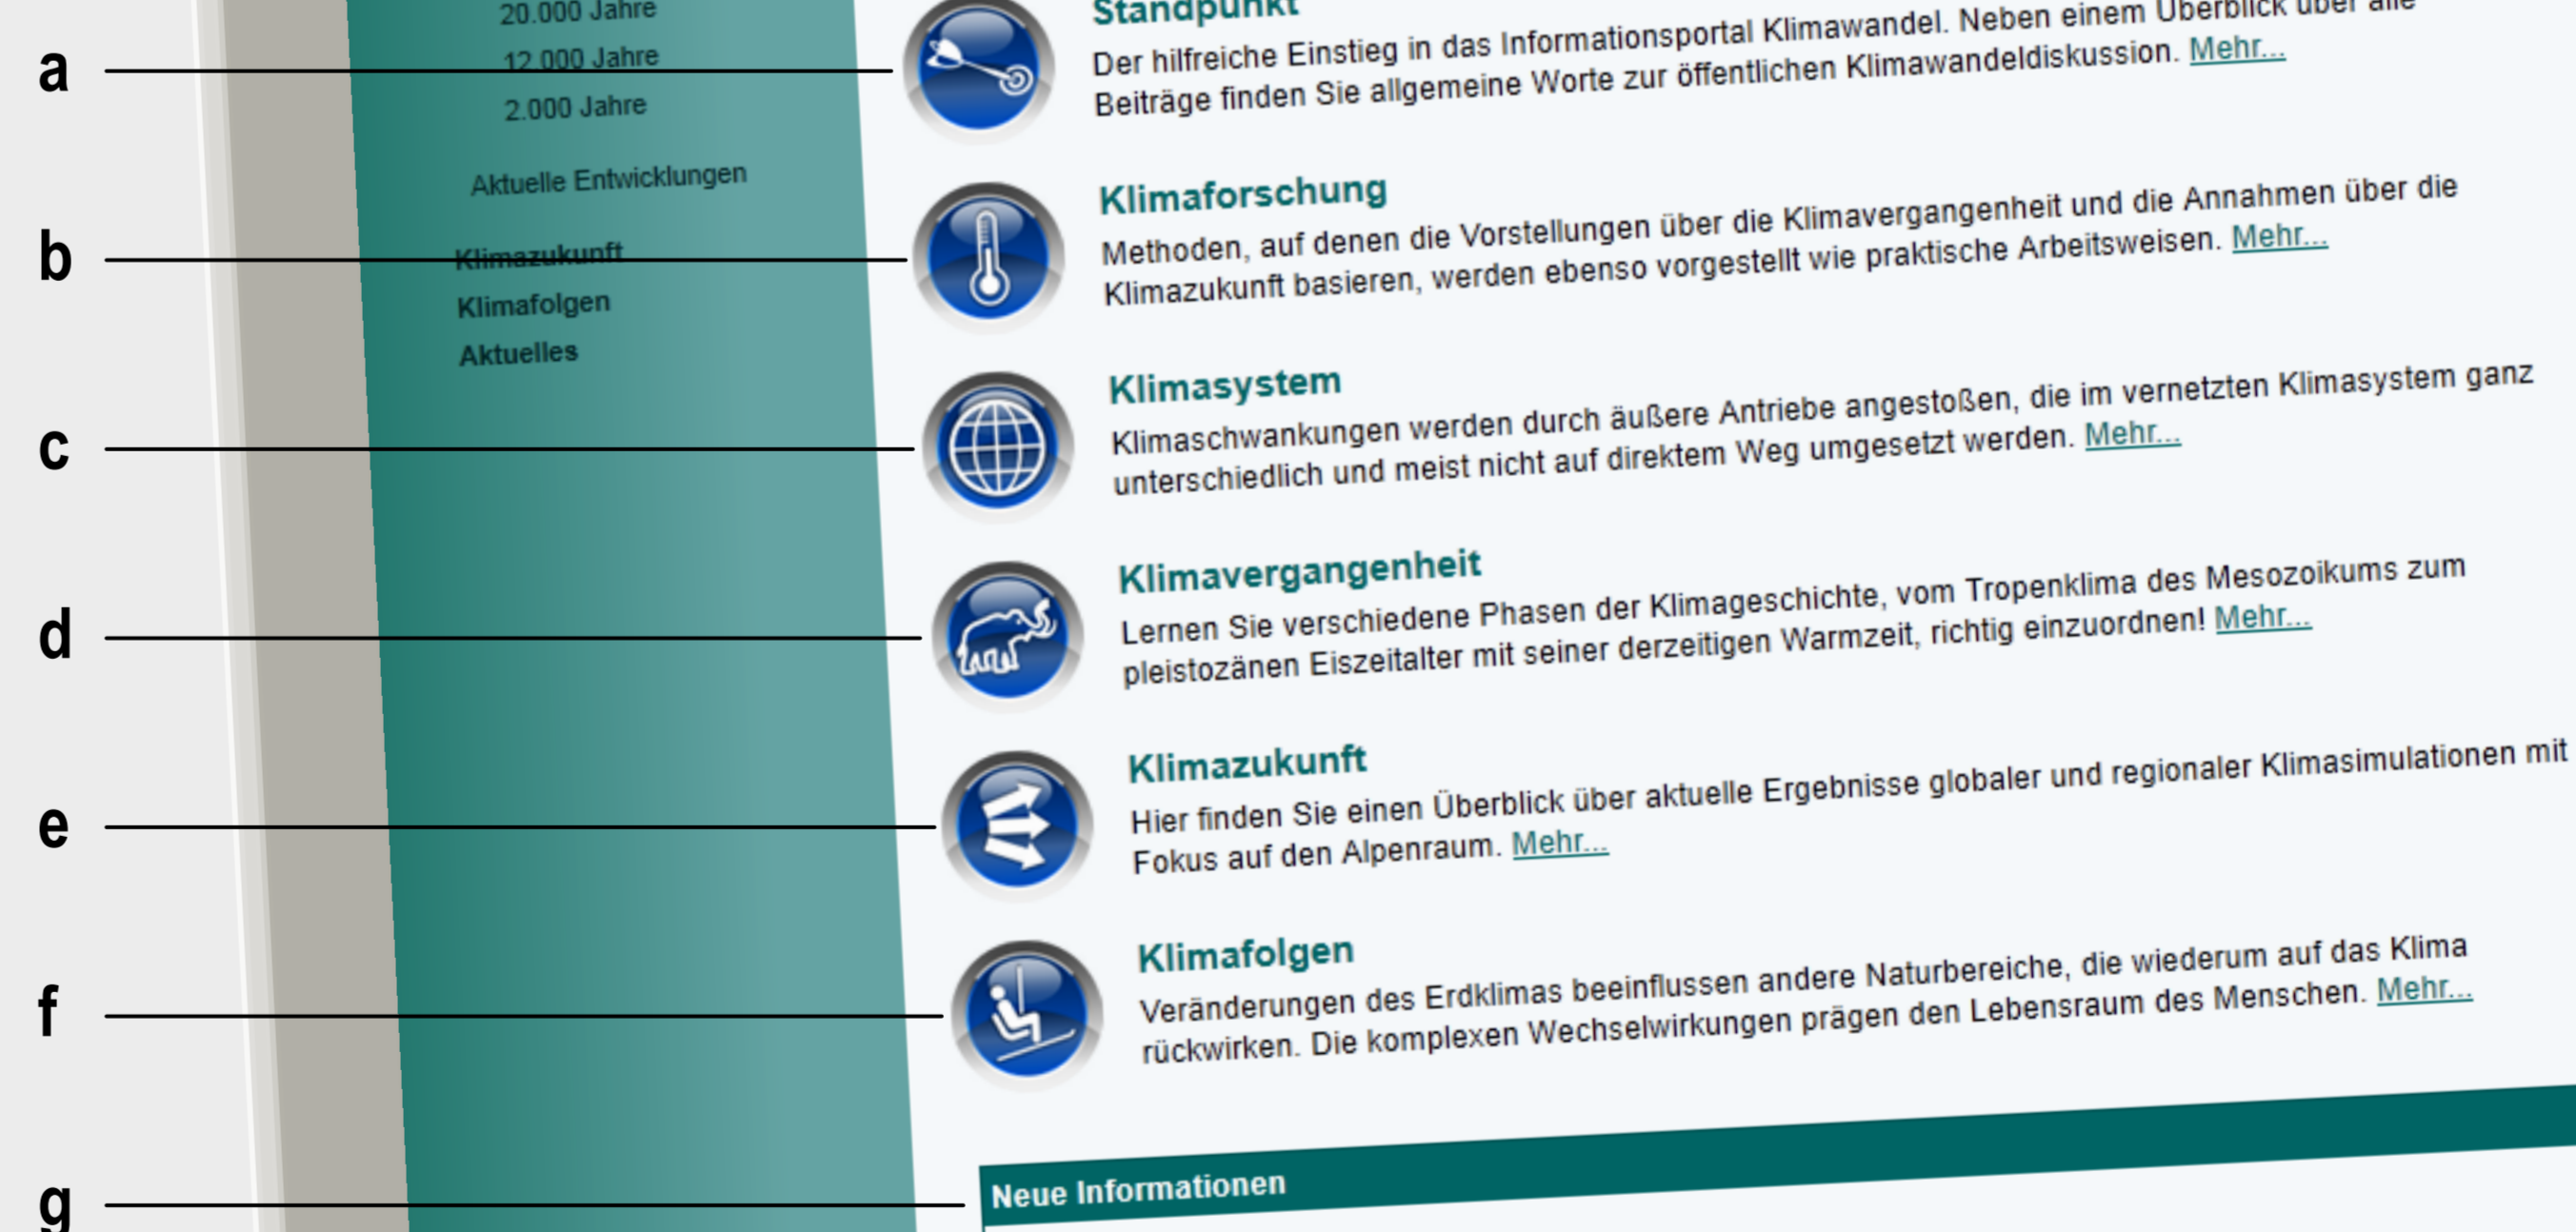 a
b
c
d
e
f
g
20.000 Jahre
12.000 Jahre
2.000 Jahre
Aktuelle Entwicklungen
Klimazukunft
Klimafolgen
Aktuelles
Standpunkt
Der hilfreiche Einstieg in das Informationsportal Klimawandel. Neben einem Überblick über alle
Beiträge finden Sie allgemeine Worte zur öffentlichen Klimawandeldiskussion. Mehr...
Klimaforschung
Methoden, auf denen die Vorstellungen über die Klimavergangenheit und die Annahmen über die
Klimazukunft basieren, werden ebenso vorgestellt wie praktische Arbeitsweisen. Mehr...
Klimasystem
Klimaschwankungen werden durch äußere Antriebe angestoßen, die im vernetzten Klimasystem ganz
unterschiedlich und meist nicht auf direktem Weg umgesetzt werden. Mehr...
Klimavergangenheit
Lernen Sie verschiedene Phasen der Klimageschichte, vom Tropenklima des Mesozoikums zum
pleistozänen Eiszeitalter mit seiner derzeitigen Warmzeit, richtig einzuordnen! Mehr...
Klimazukunft
Hier finden Sie einen Überblick über aktuelle Ergebnisse globaler und regionaler Klimasimulationen mit
Fokus auf den Alpenraum. Mehr...
Klimafolgen
Veränderungen des Erdklimas beeinflussen andere Naturbereiche, die wiederum auf das Klima
rückwirken. Die komplexen Wechselwirkungen prägen den Lebensraum des Menschen. Mehr...
Neue Informationen